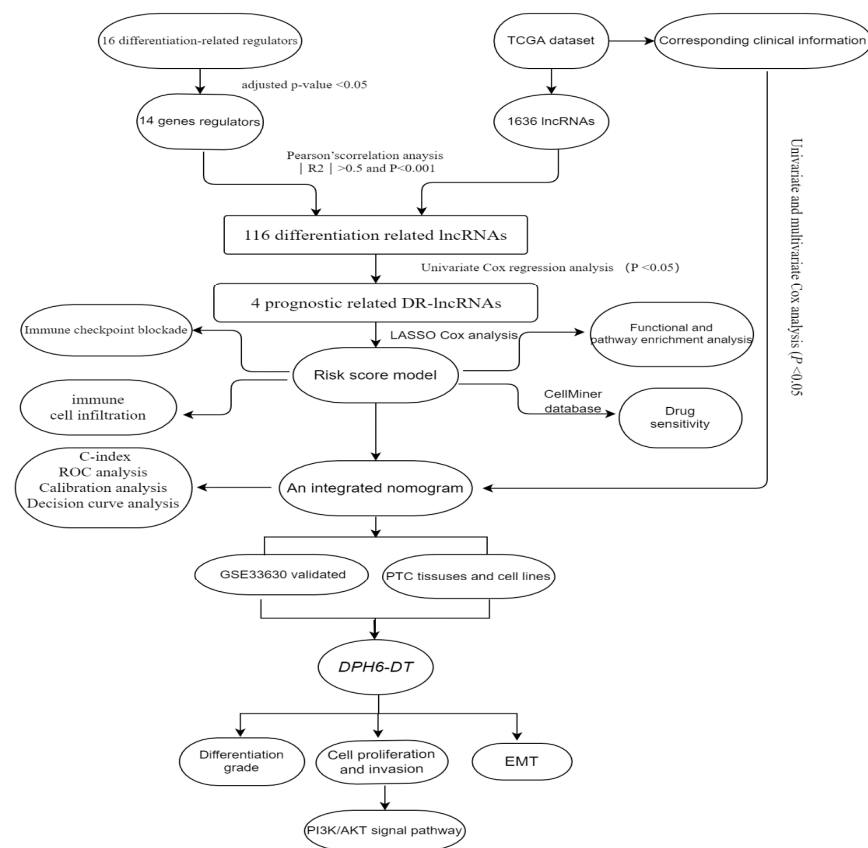 16 differentiation-related regulators
TCGA dataset
Corresponding clinical information
adjusted p-value <0.05
14 genes regulators
1636 lncRNAs
Pearson'scorrelation anaysis
| R2 | >0.5 and P<0.001
Univariate and multivariate Cox analysis (P <0.05
116 differentiation related lncRNAs
Univariate Cox regression analysis (P <0.05)
4 prognostic related DR-lncRNAs
Immune checkpoint blockade
LASSO Cox analysis
Functional and
pathway enrichment analysis
Risk score model
immune
cell infiltration
CellMiner
database
Drug
sensitivity
C-index
ROC analysis
Calibration analysis
Decision curve analysis
An integrated nomogram
GSE33630 validated
PTC tissuses and cell lines
DPH6-DT
Differentiation
grade
Cell proliferation
and invasion
EMT
PI3K/AKT signal pathway